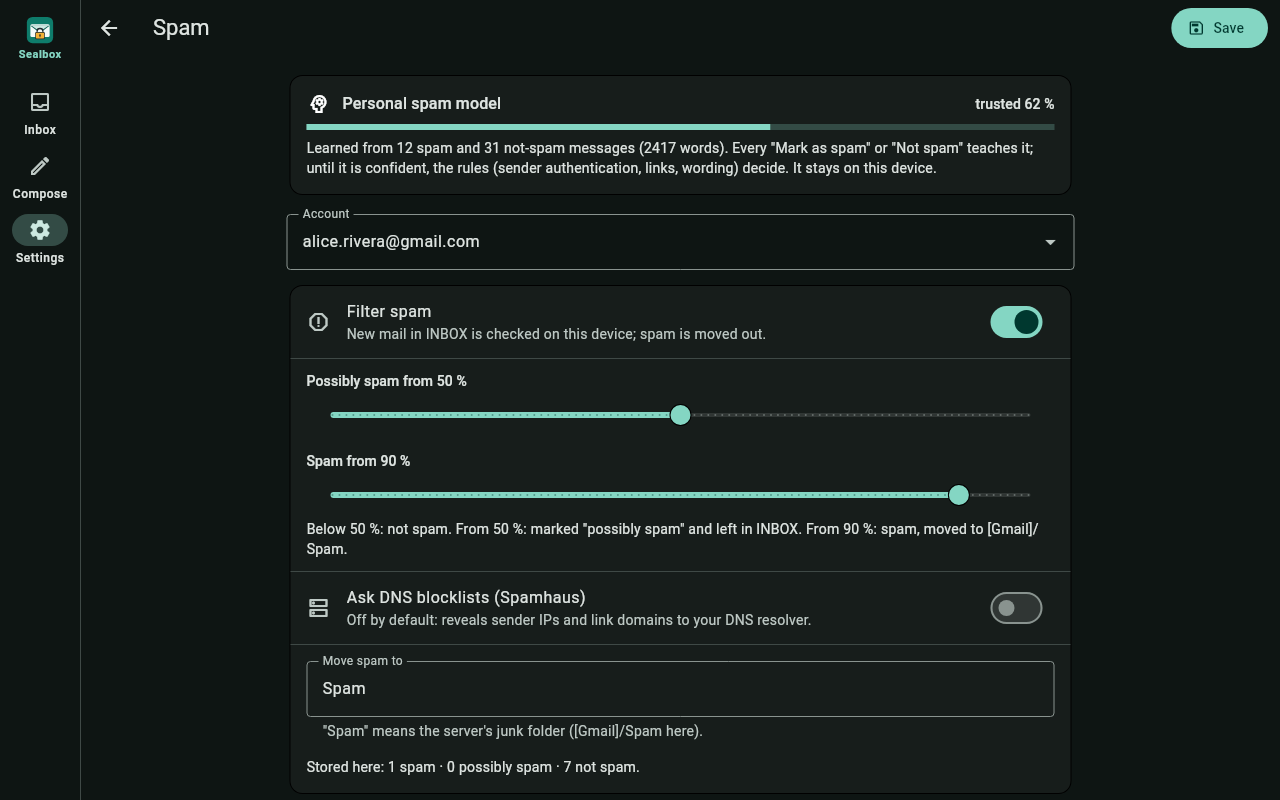 Sealbox
Inbox
Compose
Settings
Spam
Save
Personal spam model
trusted 62 %
Learned from 12 spam and 31 not-spam messages (2417 words). Every "Mark as spam" or "Not spam" teaches it;
until it is confident, the rules (sender authentication, links, wording) decide. It stays on this device.
Account
alice.rivera@gmail.com
Filter spam
New mail in INBOX is checked on this device; spam is moved out.
Possibly spam from 50 %
Spam from 90 %
Below 50 %: not spam. From 50 %: marked "possibly spam" and left in INBOX. From 90 %: spam, moved to [Gmail]/
Spam.
Ask DNS blocklists (Spamhaus)
Off by default: reveals sender IPs and link domains to your DNS resolver.
Move spam to
Spam
"Spam" means the server's junk folder ([Gmail]/Spam here).
Stored here: 1 spam · 0 possibly spam · 7 not spam.